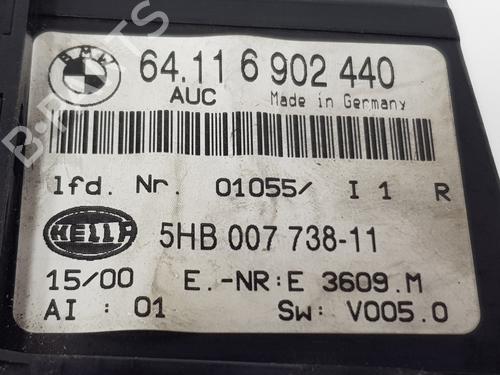 BMW 64.11 6 902 440
AUC Made in Germany
lfd. Nr. 01055/ I 1 R
HELLA 5HB 007 738-11
15/00 E.-NR:E 3609.M
AI : 01 Sw: V005.0